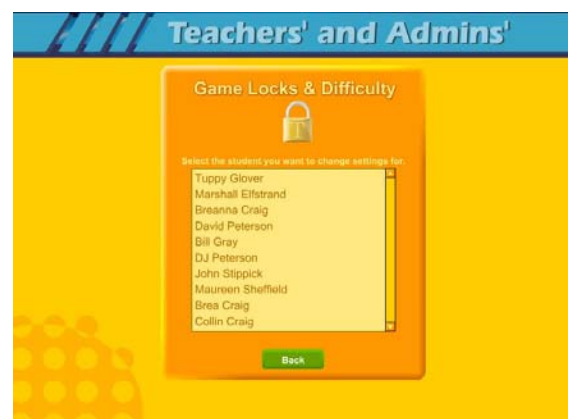 Teachers' and Admins'
Game Locks & Difficulty
T
Select the student you want to change settings for.
Tuppy Glover
Marshall Elfstrand
Breanna Craig
David Peterson
Bill Gray
DJ Peterson
John Stippick
Maureen Sheffield
Brea Craig
Collin Craig
Back